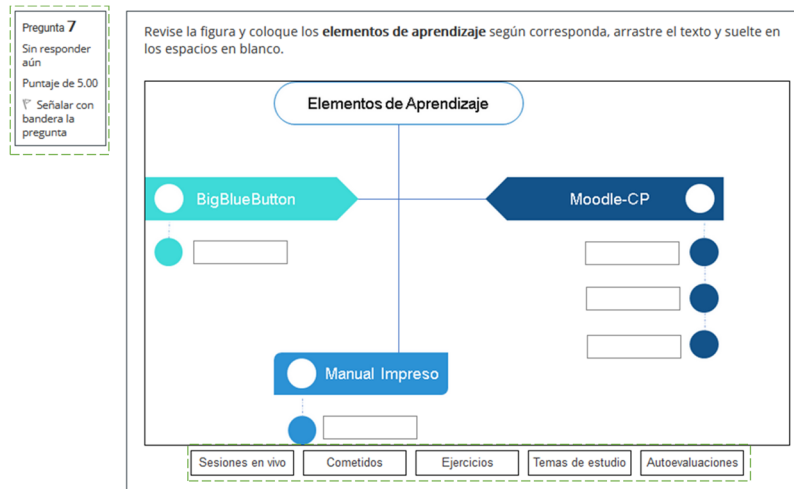 Pregunta 7
Sin responder
aún
Puntaje de 5.00
Señalar con
bandera la
pregunta
Revise la figura y coloque los elementos de aprendizaje según corresponda, arrastre el texto y suelte en
los espacios en blanco.
Elementos de Aprendizaje
BigBlueButton
Moodle-CP
Manual Impreso
Sesiones en vivo
Cometidos
Ejercicios
Temas de estudio
Autoevaluaciones